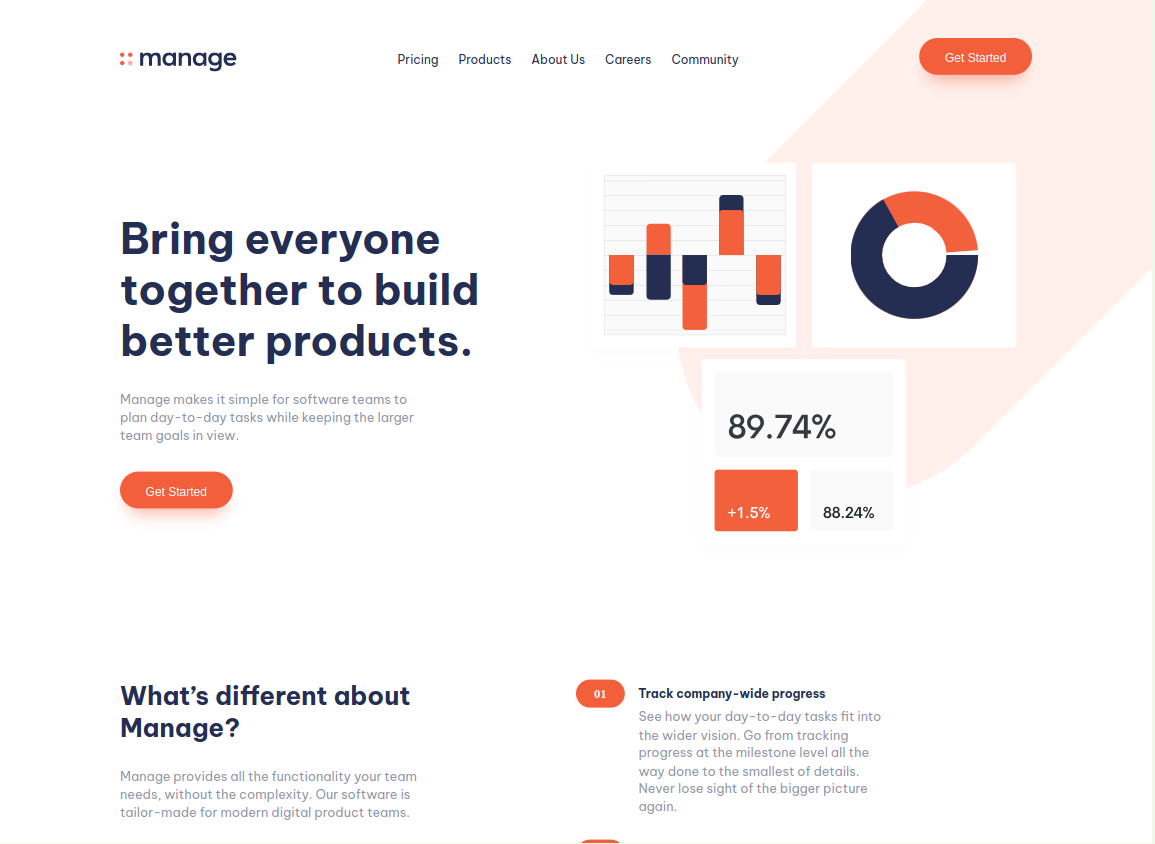 manage
Pricing Products About Us Careers Community
Get Started
Bring everyone
together to build
better products.
Manage makes it simple for software teams to
plan day-to-day tasks while keeping the larger
team goals in view.
Get Started
89.74%
+1.5% 88.24%
What’s different about
Manage?
Manage provides all the functionality your team
needs, without the complexity. Our software is
tailor-made for modern digital product teams.
01 Track company-wide progress
See how your day-to-day tasks fit into
the wider vision. Go from tracking
progress at the milestone level all the
way done to the smallest of details.
Never lose sight of the bigger picture
again.